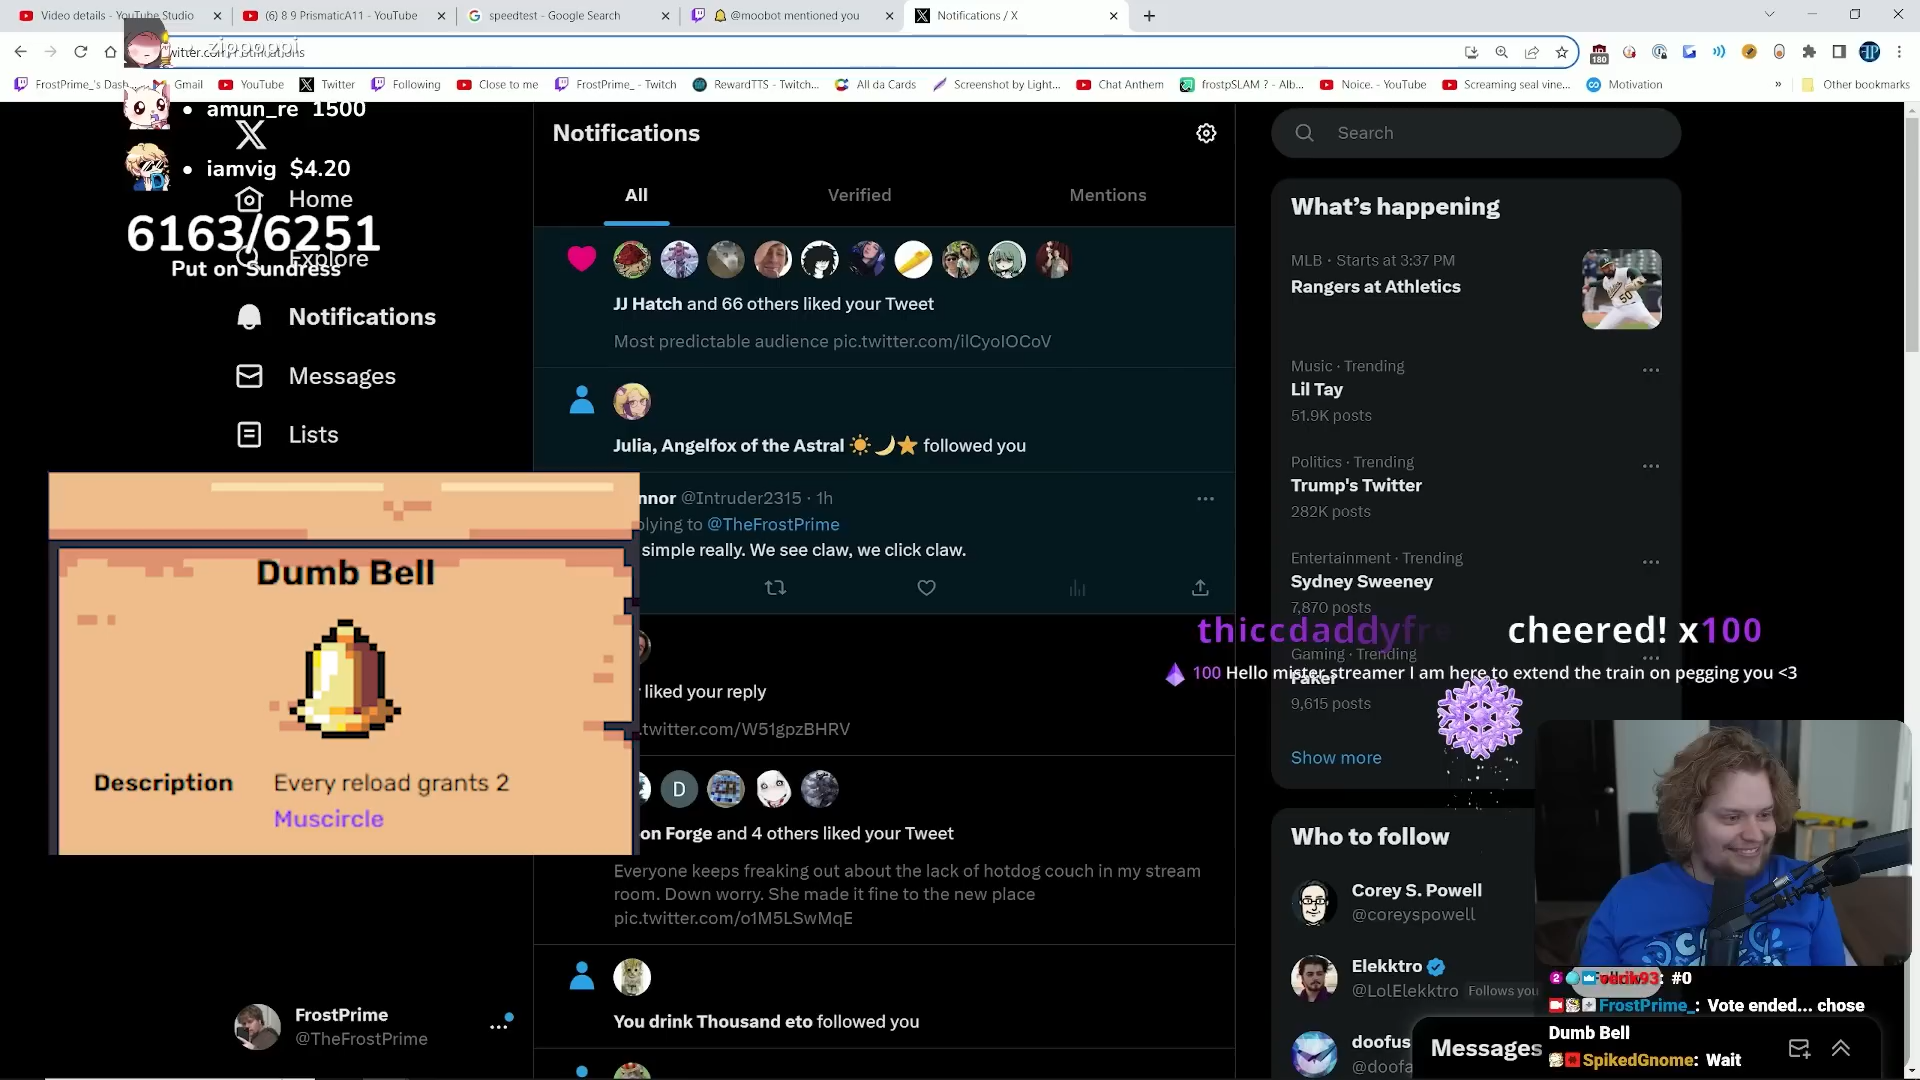 Video details - YouTube Studio
(6) 8 9 PrismaticA11 - YouTube
speedtest - Google Search
@moobot mentioned you
Notifications / X
180
FrostPrime_'s Dash
Gmail
YouTube
Twitter
Following
Close to me
FrostPrime_ - Twitch
RewardTTS - Twitch...
All da Cards
Screenshot by Light...
Chat Anthem
frostpSLAM ? - Alb...
Noice. - YouTube
Screaming seal vine...
Motivation
»
Other bookmarks
• amun_re 1500
• iamvig $4.20
6163/6251
Put on Sundress
Home
Explore
Notifications
Messages
Lists
Dumb Bell
Description Every reload grants 2
Muscircle
FrostPrime
@TheFrostPrime
Notifications
All
Verified
Mentions
JJ Hatch and 66 others liked your Tweet
Most predictable audience pic.twitter.com/ilCyoIOCoV
Julia, Angelfox of the Astral ☀️🌙⭐ followed you
nnor @Intruder2315 · 1h
plying to @TheFrostPrime
simple really. We see claw, we click claw.
liked your reply
.twitter.com/W51gpzBHRV
D
on Forge and 4 others liked your Tweet
Everyone keeps freaking out about the lack of hotdog couch in my stream
room. Down worry. She made it fine to the new place
pic.twitter.com/o1M5LSwMqE
You drink Thousand eto followed you
Search
What's happening
MLB · Starts at 3:37 PM
Rangers at Athletics
Music · Trending
Lil Tay
51.9K posts
Politics · Trending
Trump's Twitter
282K posts
Entertainment · Trending
Sydney Sweeney
7,870 posts
thiccdaddyfre cheered! x100
Gaming · Trending
100 Hello mister streamer I am here to extend the train on pegging you <3
Faker
9,615 posts
Show more
Who to follow
Corey S. Powell
@coreyspowell
Elekktro
@LolElekktro Follows you
doofus
@doofa
Messages
verik93: #0
FrostPrime_: Vote ended... chose
Dumb Bell
SpikedGnome: Wait